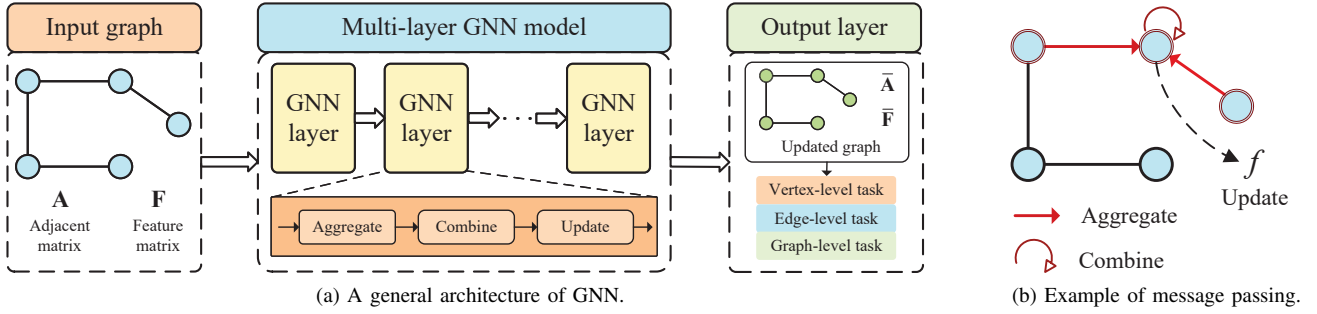 Input graph
A
F
Adjacent
matrix
Feature
matrix
Multi-layer GNN model
GNN
layer
GNN
layer
· · ·
GNN
layer
Aggregate
Combine
Update
Output layer
A̅
F̅
Updated graph
Vertex-level task
Edge-level task
Graph-level task
(a) A general architecture of GNN.
f
Update
Aggregate
Combine
(b) Example of message passing.